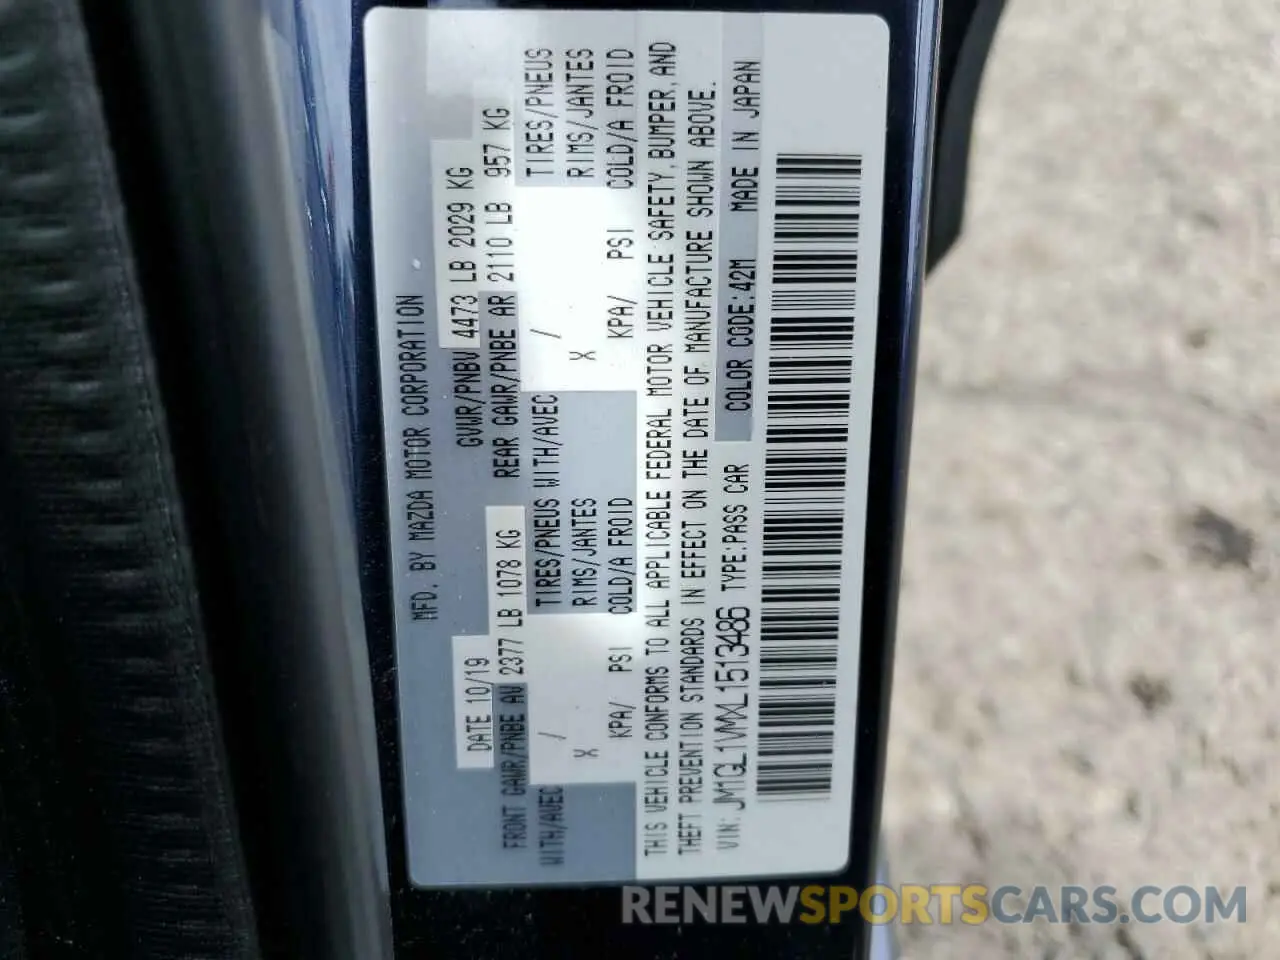 MFD. BY MAZDA MOTOR CORPORATION
DATE 10/19 GVWR/PNBV 4473 LB 2029 KG
FRONT GAWR/PNBE AV 2377 LB 1078 KG REAR GAWR/PNBE AR 2110 LB 957 KG
WITH/AVEC / TIRES/PNEUS WITH/AVEC / TIRES/PNEUS
X RIMS/JANTES X RIMS/JANTES
KPA/ PSI COLD/A FROID KPA/ PSI COLD/A FROID
THIS VEHICLE CONFORMS TO ALL APPLICABLE FEDERAL MOTOR VEHICLE SAFETY, BUMPER, AND
THEFT PREVENTION STANDARDS IN EFFECT ON THE DATE OF MANUFACTURE SHOWN ABOVE.
VIN: JM1GL1VMXL1513486 TYPE:PASS CAR COLOR CODE:42M MADE IN JAPAN
RENEWSPORTSCARS.COM